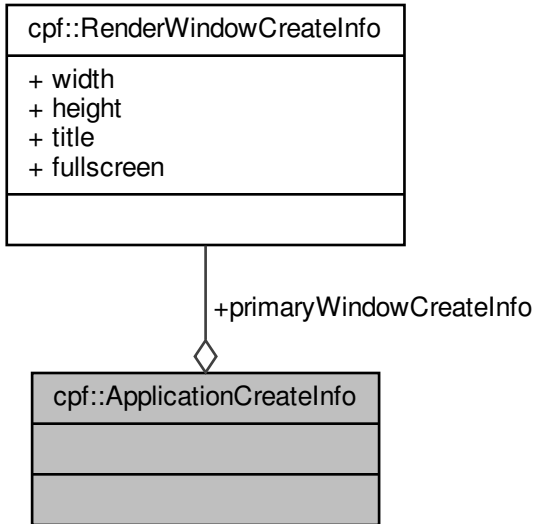 cpf::RenderWindowCreateInfo
+ width
+ height
+ title
+ fullscreen
+primaryWindowCreateInfo
cpf::ApplicationCreateInfo